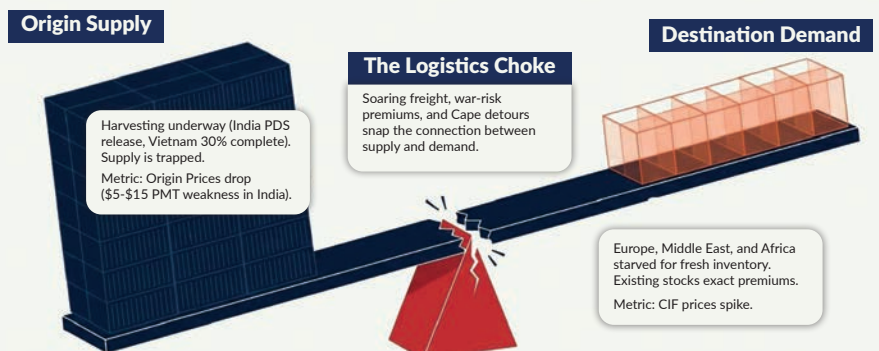 Origin Supply
Harvesting underway (India PDS
release, Vietnam 30% complete).
Supply is trapped.
Metric: Origin Prices drop
($5-$15 PMT weakness in India).
The Logistics Choke
Soaring freight, war-risk
premiums, and Cape detours
snap the connection between
supply and demand.
Destination Demand
Europe, Middle East, and Africa
starved for fresh inventory.
Existing stocks exact premiums.
Metric: CIF prices spike.